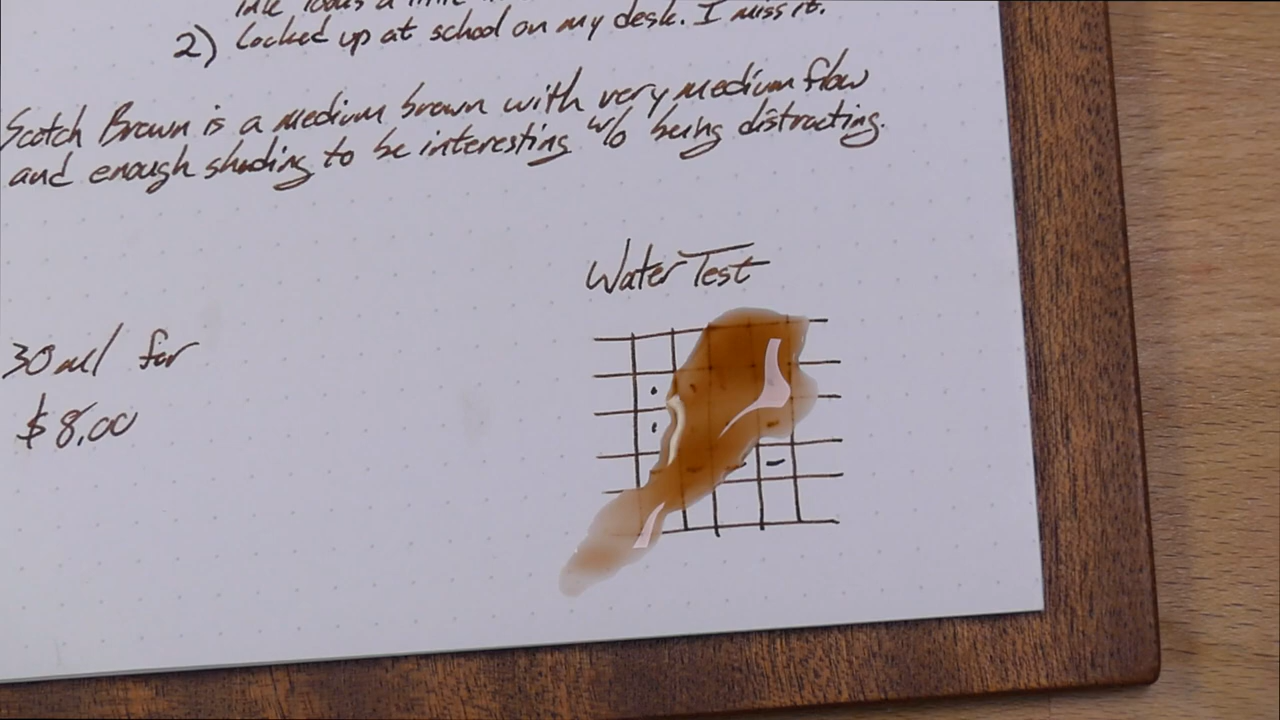 2) Locked up at school on my desk. I miss it.
Scotch Brown is a medium brown with very medium flow
and enough shading to be interesting w/o being distracting.
Water Test
30 ml for
$8.00